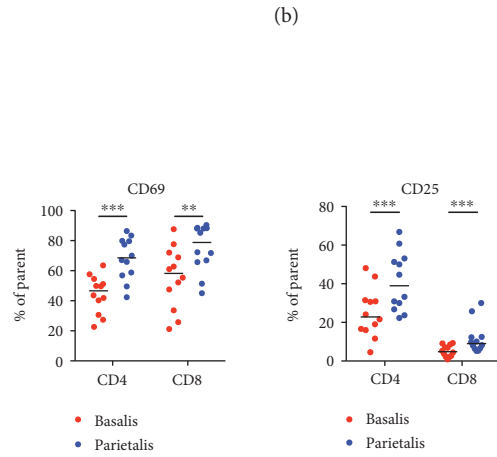 (b)
CD69
% of parent
100
80
60
40
20
0
***
**
CD4
CD8
Basalis
Parietalis
CD25
% of parent
80
60
40
20
0
***
***
CD4
CD8
Basalis
Parietalis